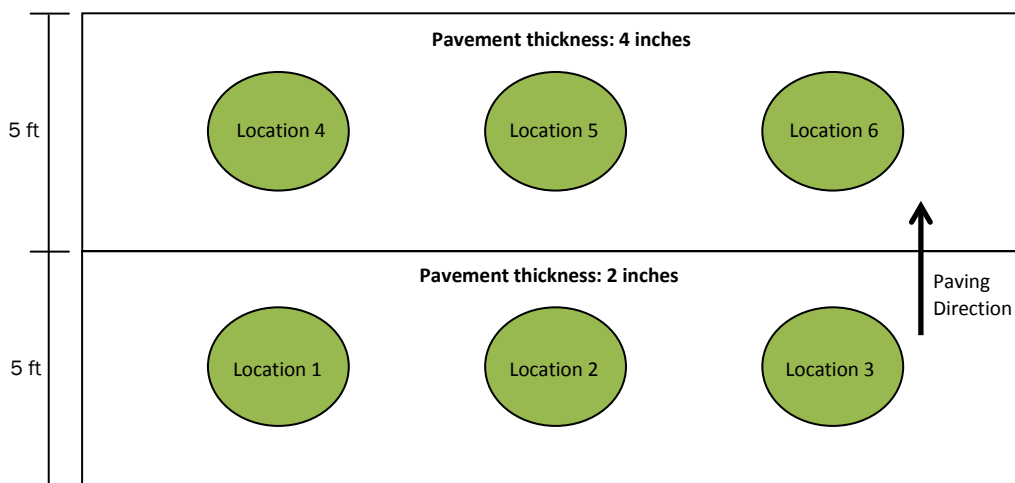 Pavement thickness: 4 inches
5 ft
Location 4
Location 5
Location 6
Pavement thickness: 2 inches
Paving
Direction
5 ft
Location 1
Location 2
Location 3